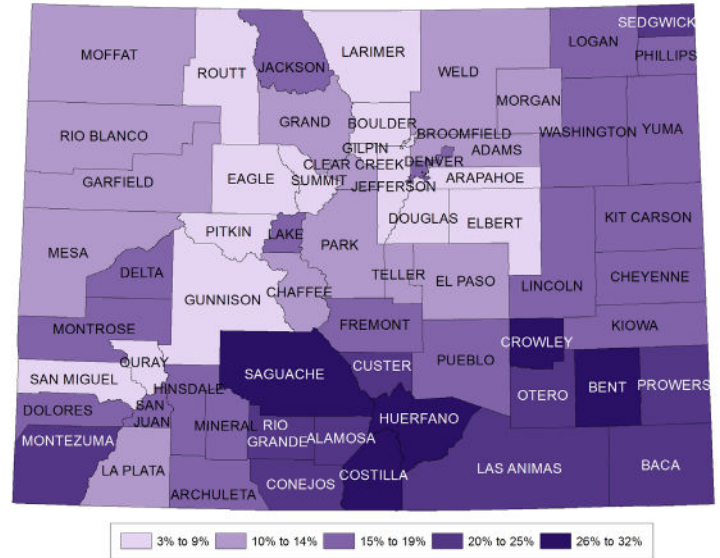 SEDGWICK
MOFFAT
LARIMER
LOGAN
ROUTT
JACKSON
WELD
PHILLIPS
MORGAN
GRAND
BOULDER
RIO BLANCO
BROOMFIELD
WASHINGTON
YUMA
GILPIN
ADAMS
CLEAR CREEK
DENVER
GARFIELD
EAGLE
SUMMIT
JEFFERSON
ARAPAHOE
DOUGLAS
ELBERT
KIT CARSON
PITKIN
LAKE
PARK
MESA
DELTA
TELLER
EL PASO
LINCOLN
CHEYENNE
GUNNISON
CHAFFEE
MONTROSE
FREMONT
KIOWA
CROWLEY
OURAY
PUEBLO
SAN MIGUEL
SAGUACHE
CUSTER
HINSDALE
OTERO
BENT
PROWERS
DOLORES
SAN
JUAN
HUERFANO
MINERAL
RIO
GRANDE
ALAMOSA
MONTEZUMA
LA PLATA
LAS ANIMAS
BACA
COSTILLA
CONEJOS
ARCHULETA
3% to 9%
10% to 14%
15% to 19%
20% to 25%
26% to 32%